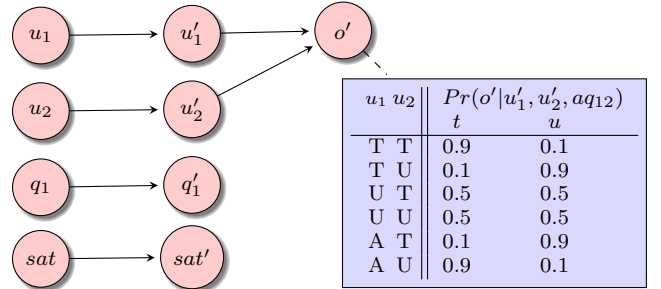 u₁ u′₁ o′
u₂ u′₂
q₁ q′₁
sat sat′
u₁ u₂ Pr(o′|u′₁, u′₂, aq₁₂)
t u
T T 0.9 0.1
T U 0.1 0.9
U T 0.5 0.5
U U 0.5 0.5
A T 0.1 0.9
A U 0.9 0.1